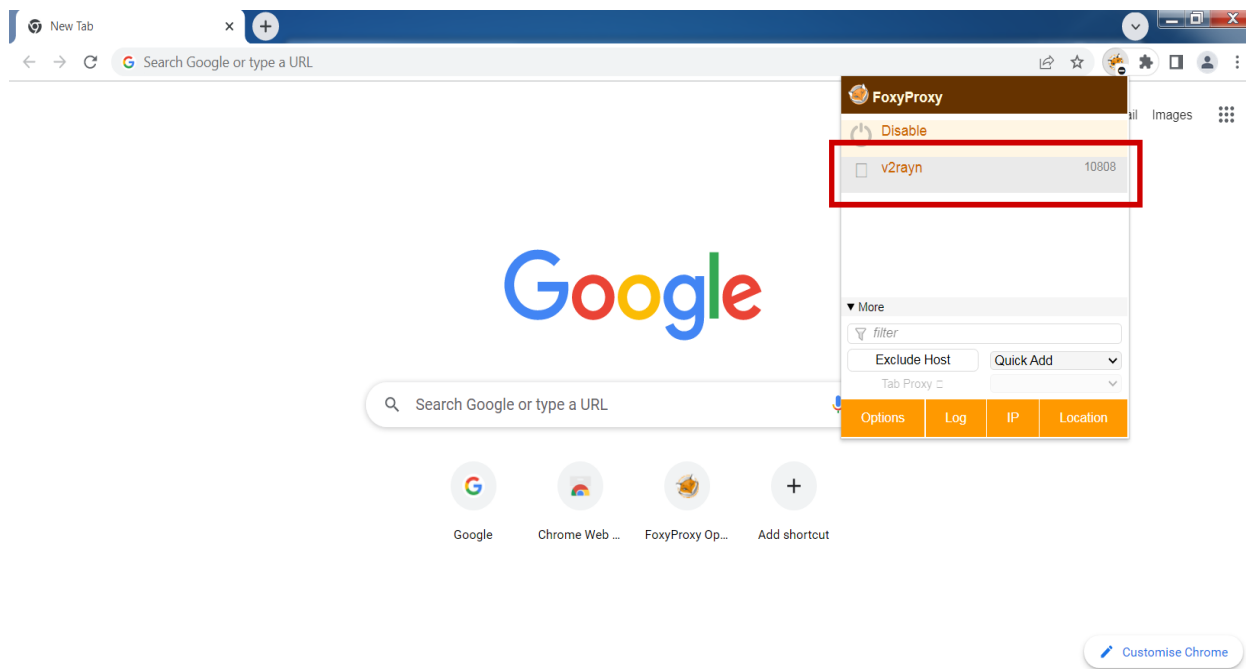 New Tab
Search Google or type a URL
FoxyProxy
Images
Disable
v2rayn 10808
Google
▼ More
filter
Exclude Host Quick Add
Tab Proxy
Search Google or type a URL
Options Log IP Location
Google Chrome Web ... FoxyProxy Op... Add shortcut
Customise Chrome